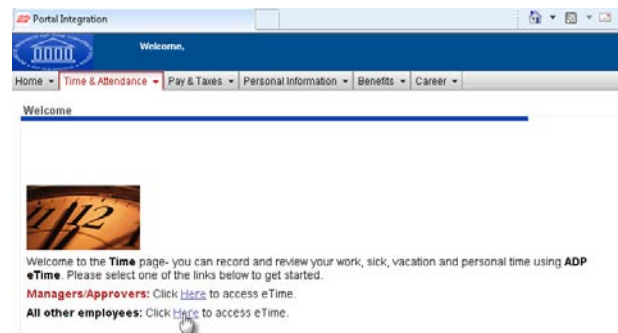 Portal Integration
Welcome,
Home Time & Attendance Pay & Taxes Personal Information Benefits Career
Welcome
11 12
Welcome to the Time page- you can record and review your work, sick, vacation and personal time using ADP
eTime. Please select one of the links below to get started.
Managers/Approvers: Click Here to access eTime.
All other employees: Click Here to access eTime.